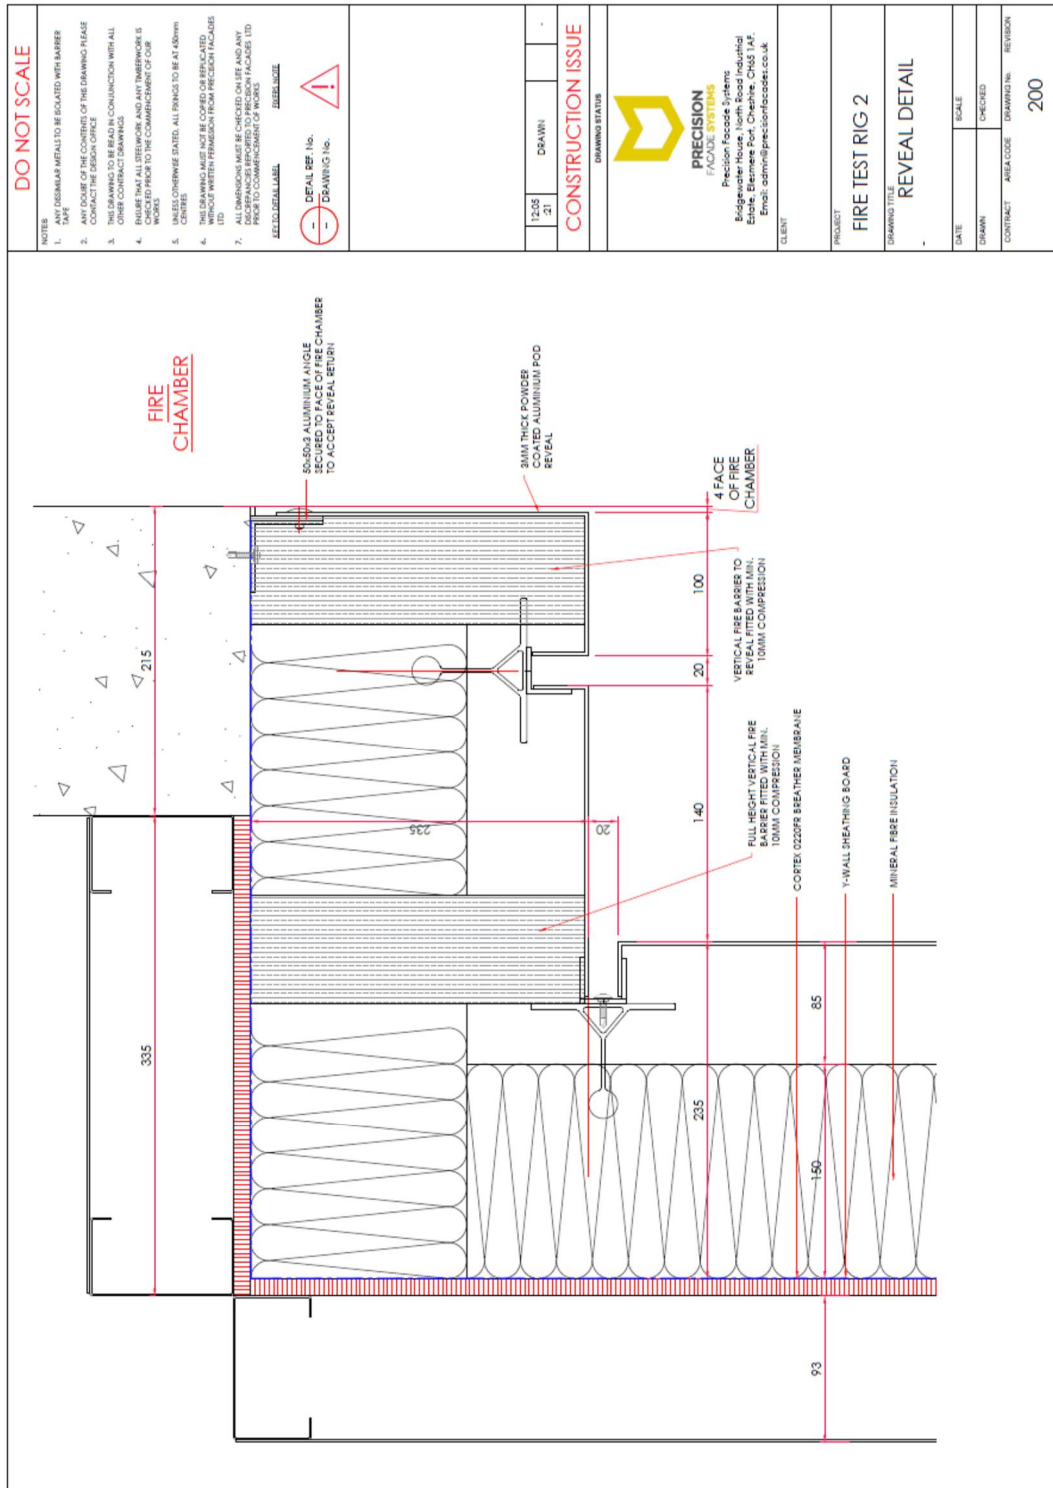 DO NOT SCALE
NOTES
1. ANY DISSIMILAR METALS TO BE ISOLATED WITH BARRIER
TAPE
2. ANY DOUBT OF THE CONTENTS OF THIS DRAWING PLEASE
CONTACT THE DESIGN OFFICE
3. THIS DRAWING TO BE READ IN CONJUNCTION WITH ALL
OTHER CONTRACT DRAWINGS
4. ENSURE THAT ALL STEELWORK AND ANY TIMBERWORK IS
CHECKED PRIOR TO THE COMMENCEMENT OF OUR
WORKS
5. UNLESS OTHERWISE STATED, ALL FIXINGS TO BE AT 450mm
CENTRES
6. THIS DRAWING MUST NOT BE COPIED OR REPLICATED
WITHOUT WRITTEN PERMISSION FROM PRECISION FACADES
LTD
7. ALL DIMENSIONS MUST BE CHECKED ON SITE AND ANY
DISCREPANCIES REPORTED TO PRECISION FACADES LTD
PRIOR TO COMMENCEMENT OF WORKS
KEY TO DETAIL LABEL
FIXERS NOTE
- DETAIL REF. No.
- DRAWING No.
!
12:05
:21
DRAWN
-
CONSTRUCTION ISSUE
DRAWING STATUS
PRECISION
FACADE SYSTEMS
Precision Facade Systems
Bridgewater House, North Road Industrial
Estate, Ellesmere Port, Cheshire, CH65 1AF.
Email: admin@precisionfacades.co.uk
CLIENT
PROJECT
FIRE TEST RIG 2
DRAWING TITLE
REVEAL DETAIL
-
DATE
SCALE
DRAWN
CHECKED
CONTRACT
AREA CODE
DRAWING No.
REVISION
200
FIRE
CHAMBER
50x50x3 ALUMINIUM ANGLE
SECURED TO FACE OF FIRE CHAMBER
TO ACCEPT REVEAL RETURN
3MM THICK POWDER
COATED ALUMINIUM POD
REVEAL
4 FACE
OF FIRE
CHAMBER
VERTICAL FIRE BARRIER TO
REVEAL FITTED WITH MIN.
10MM COMPRESSION
FULL HEIGHT VERTICAL FIRE
BARRIER FITTED WITH MIN.
10MM COMPRESSION
CORTEX 0220FR BREATHER MEMBRANE
Y-WALL SHEATHING BOARD
MINERAL FIBRE INSULATION
335
215
235
20
235
140
20
100
93
150
85